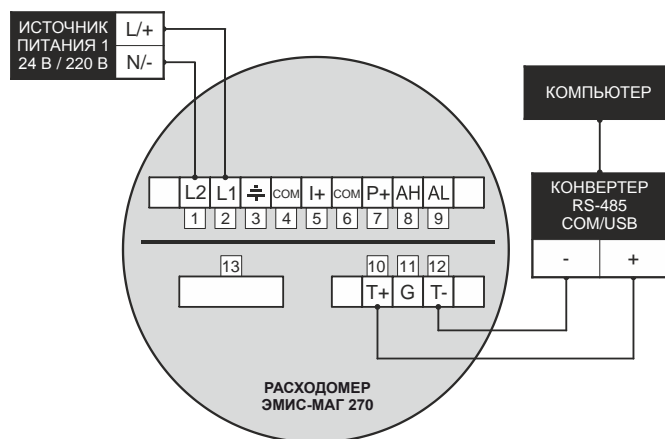 ИСТОЧНИК
ПИТАНИЯ 1
24 В / 220 В
L/+
N/-
КОМПЬЮТЕР
КОНВЕРТЕР
RS-485
COM/USB
- +
L2 L1 COM I+ COM P+ AH AL
1 2 3 4 5 6 7 8 9
13 10 11 12
T+ G T-
РАСХОДОМЕР
ЭМИС-МАГ 270